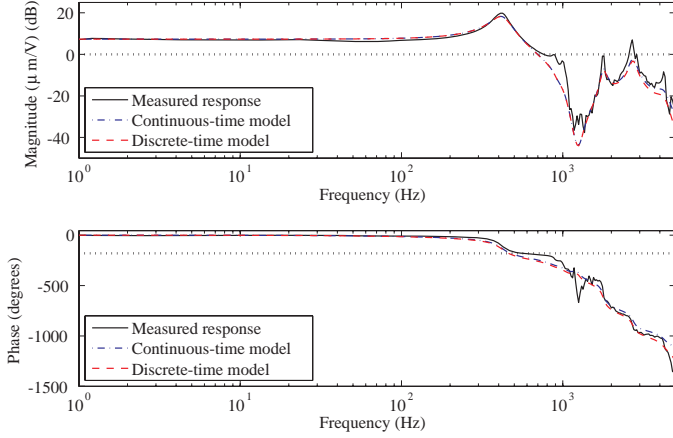 20
0
-20
-40
Magnitude (μ m/V) (dB)
Measured response
Continuous-time model
Discrete-time model
10^0
10^1
10^2
10^3
Frequency (Hz)
0
-500
-1000
-1500
Phase (degrees)
Measured response
Continuous-time model
Discrete-time model
10^0
10^1
10^2
10^3
Frequency (Hz)